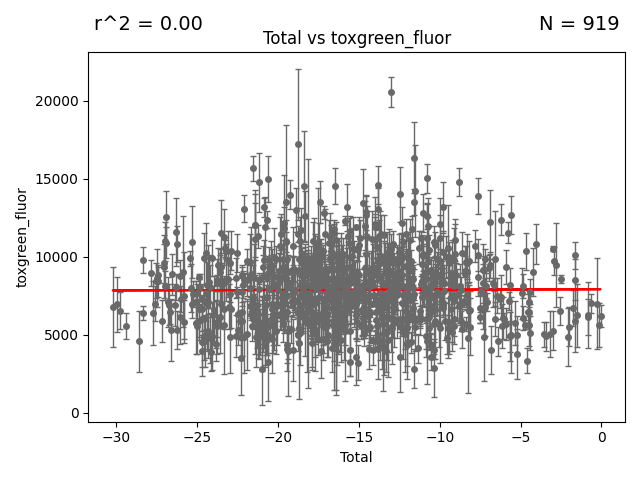 r^2 = 0.00
N = 919
Total vs toxgreen_fluor
20000
15000
10000
5000
0
toxgreen_fluor
−30
−25
−20
−15
−10
−5
0
Total